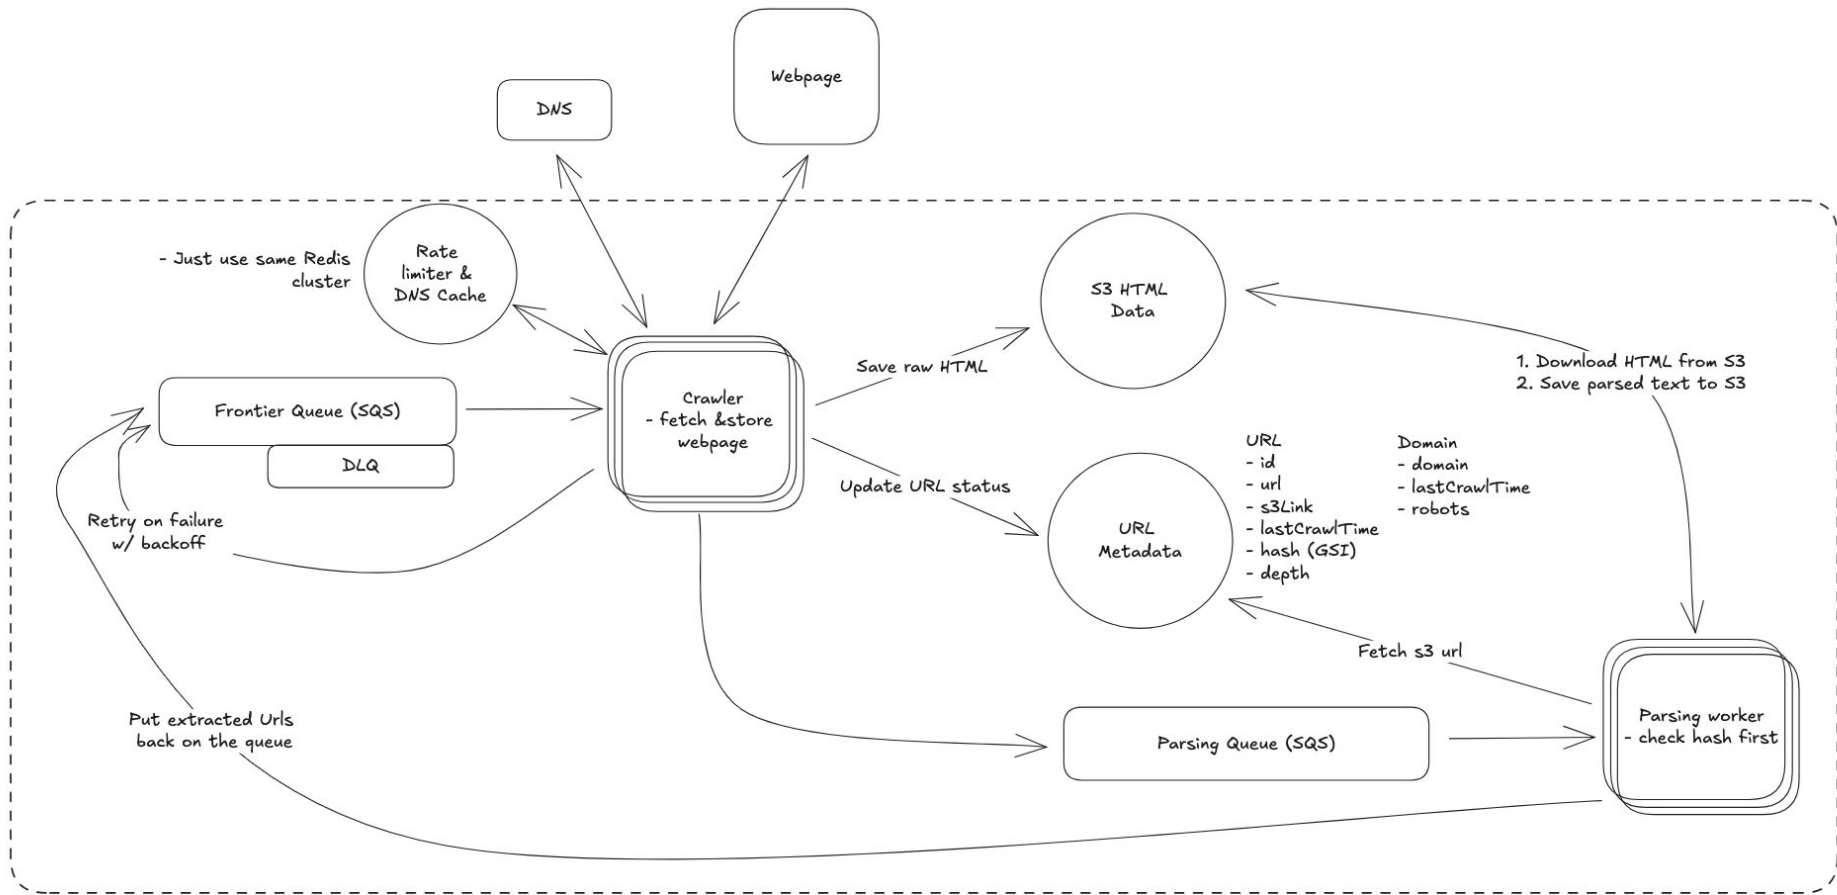 Webpage
DNS
- Just use same Redis
cluster
Rate
limiter &
DNS Cache
S3 HTML
Data
1. Download HTML from S3
2. Save parsed text to S3
Save raw HTML
Crawler
- fetch &store
webpage
Frontier Queue (SQS)
DLQ
Update URL status
URL
- id
- url
- s3Link
- lastCrawlTime
- hash (GSI)
- depth
Domain
- domain
- lastCrawlTime
- robots
URL
Metadata
Retry on failure
w/ backoff
Fetch s3 url
Put extracted Urls
back on the queue
Parsing Queue (SQS)
Parsing worker
- check hash first